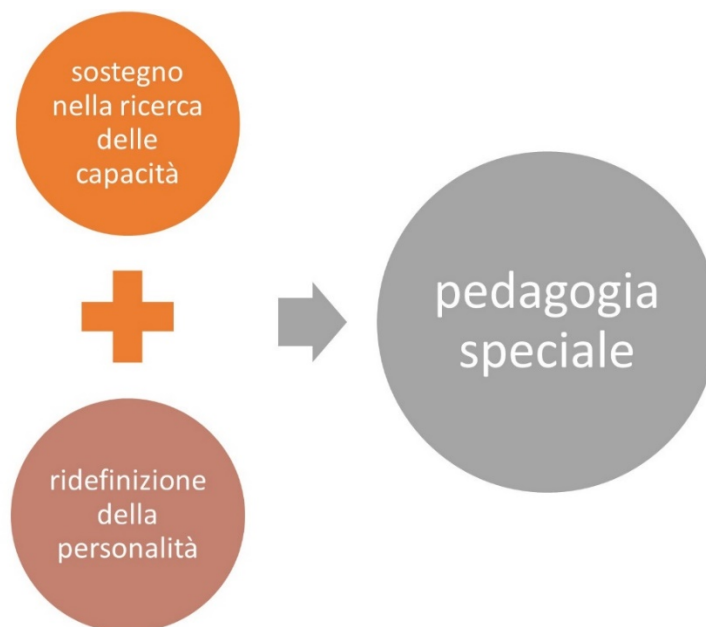 sostegno
nella ricerca
delle
capacità
ridefinizione
della
personalità
pedagogia
speciale